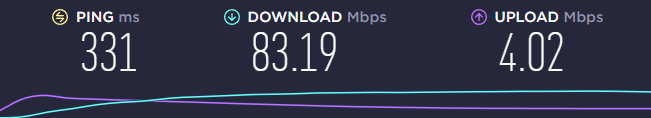 PING ms DOWNLOAD Mbps UPLOAD Mbps
331 83.19 4.02